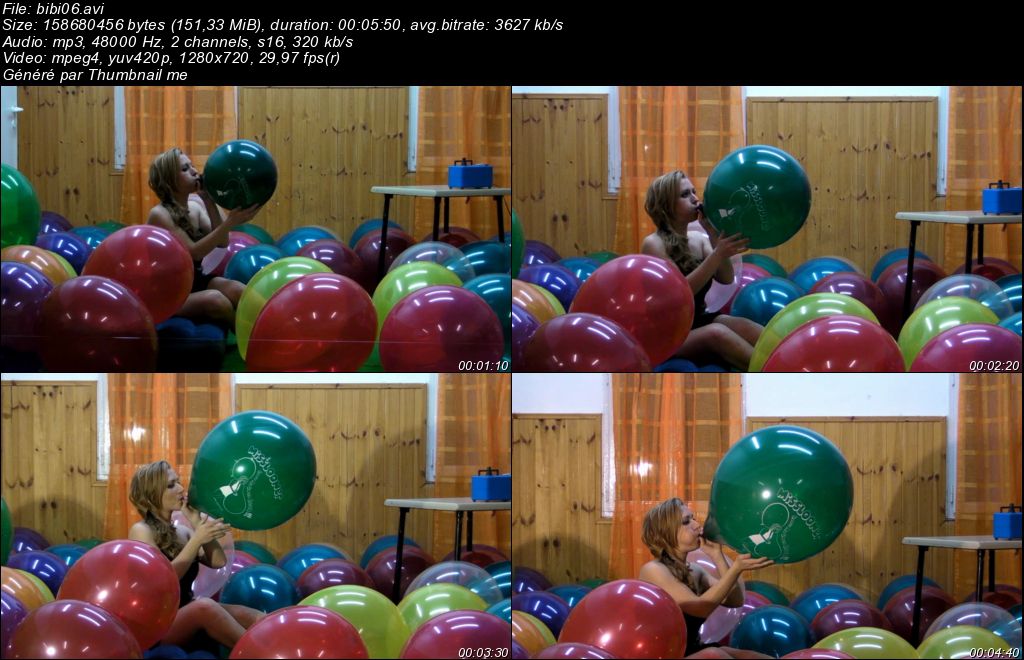 File: bibi06.avi
Size: 158680456 bytes (151,33 MiB), duration: 00:05:50, avg.bitrate: 3627 kb/s
Audio: mp3, 48000 Hz, 2 channels, s16, 320 kb/s
Video: mpeg4, yuv420p, 1280x720, 29,97 fps(r)
Généré par Thumbnail me
00:01:10
00:02:20
00:03:30
00:04:40